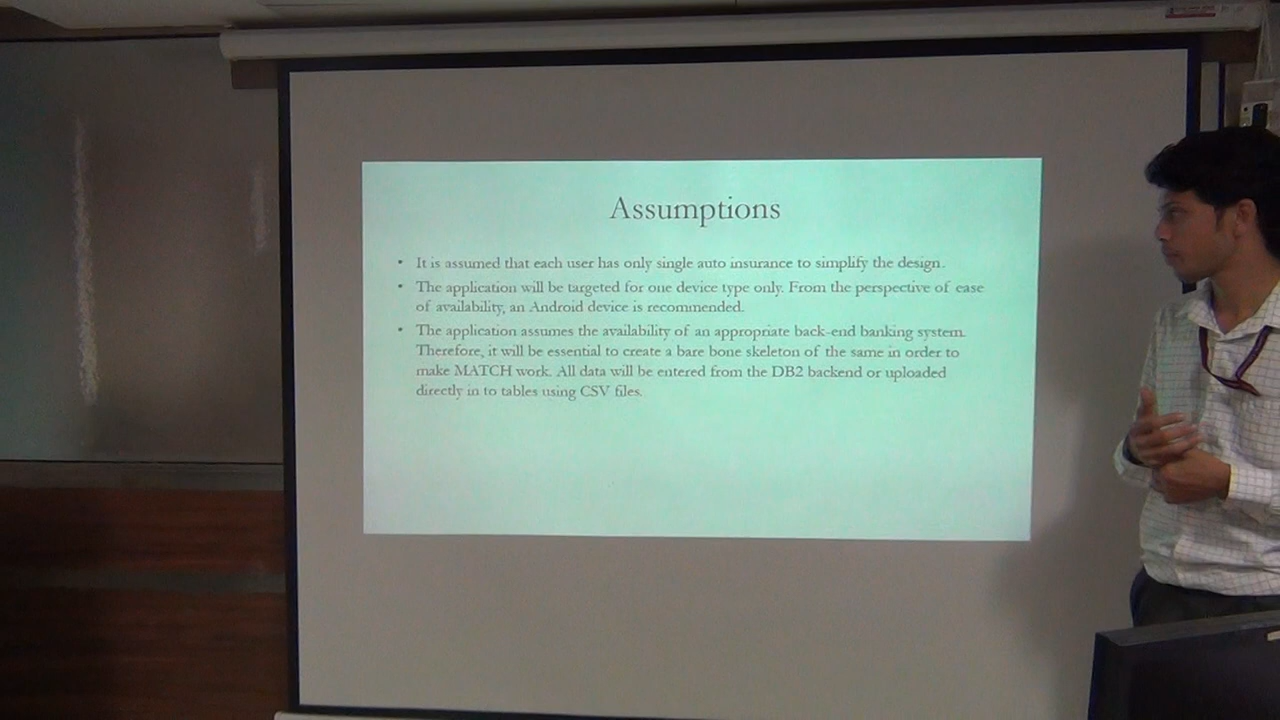 Assumptions
• It is assumed that each user has only single auto insurance to simplify the design.
• The application will be targeted for one device type only. From the perspective of ease
of availability, an Android device is recommended.
• The application assumes the availability of an appropriate back-end banking system.
Therefore, it will be essential to create a bare bone skeleton of the same in order to
make MATCH work. All data will be entered from the DB2 backend or uploaded
directly in to tables using CSV files.